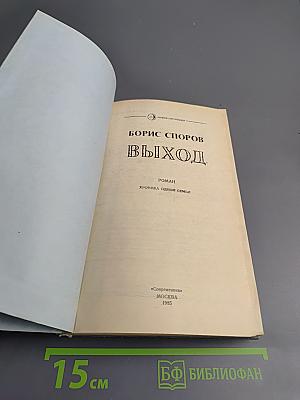 БОРИС СПОРОВ
ВЫХОД
РОМАН
ХРОНИКА ОДНОЙ СЕМЬИ
«Современник»
МОСКВА
1985
15 см
БФ БИБЛИОФАН